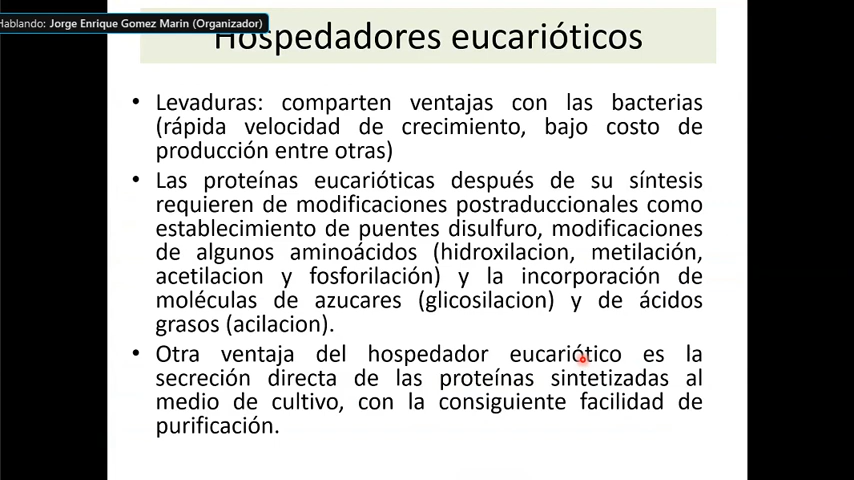 Hablando: Jorge Enrique Gomez Marin (Organizador)
Hospedadores eucarióticos
• Levaduras: comparten ventajas con las bacterias
(rápida velocidad de crecimiento, bajo costo de
producción entre otras)
• Las proteínas eucarióticas después de su síntesis
requieren de modificaciones postraduccionales como
establecimiento de puentes disulfuro, modificaciones
de algunos aminoácidos (hidroxilacion, metilación,
acetilacion y fosforilación) y la incorporación de
moléculas de azucares (glicosilacion) y de ácidos
grasos (acilacion).
• Otra ventaja del hospedador eucariótico es la
secreción directa de las proteínas sintetizadas al
medio de cultivo, con la consiguiente facilidad de
purificación.